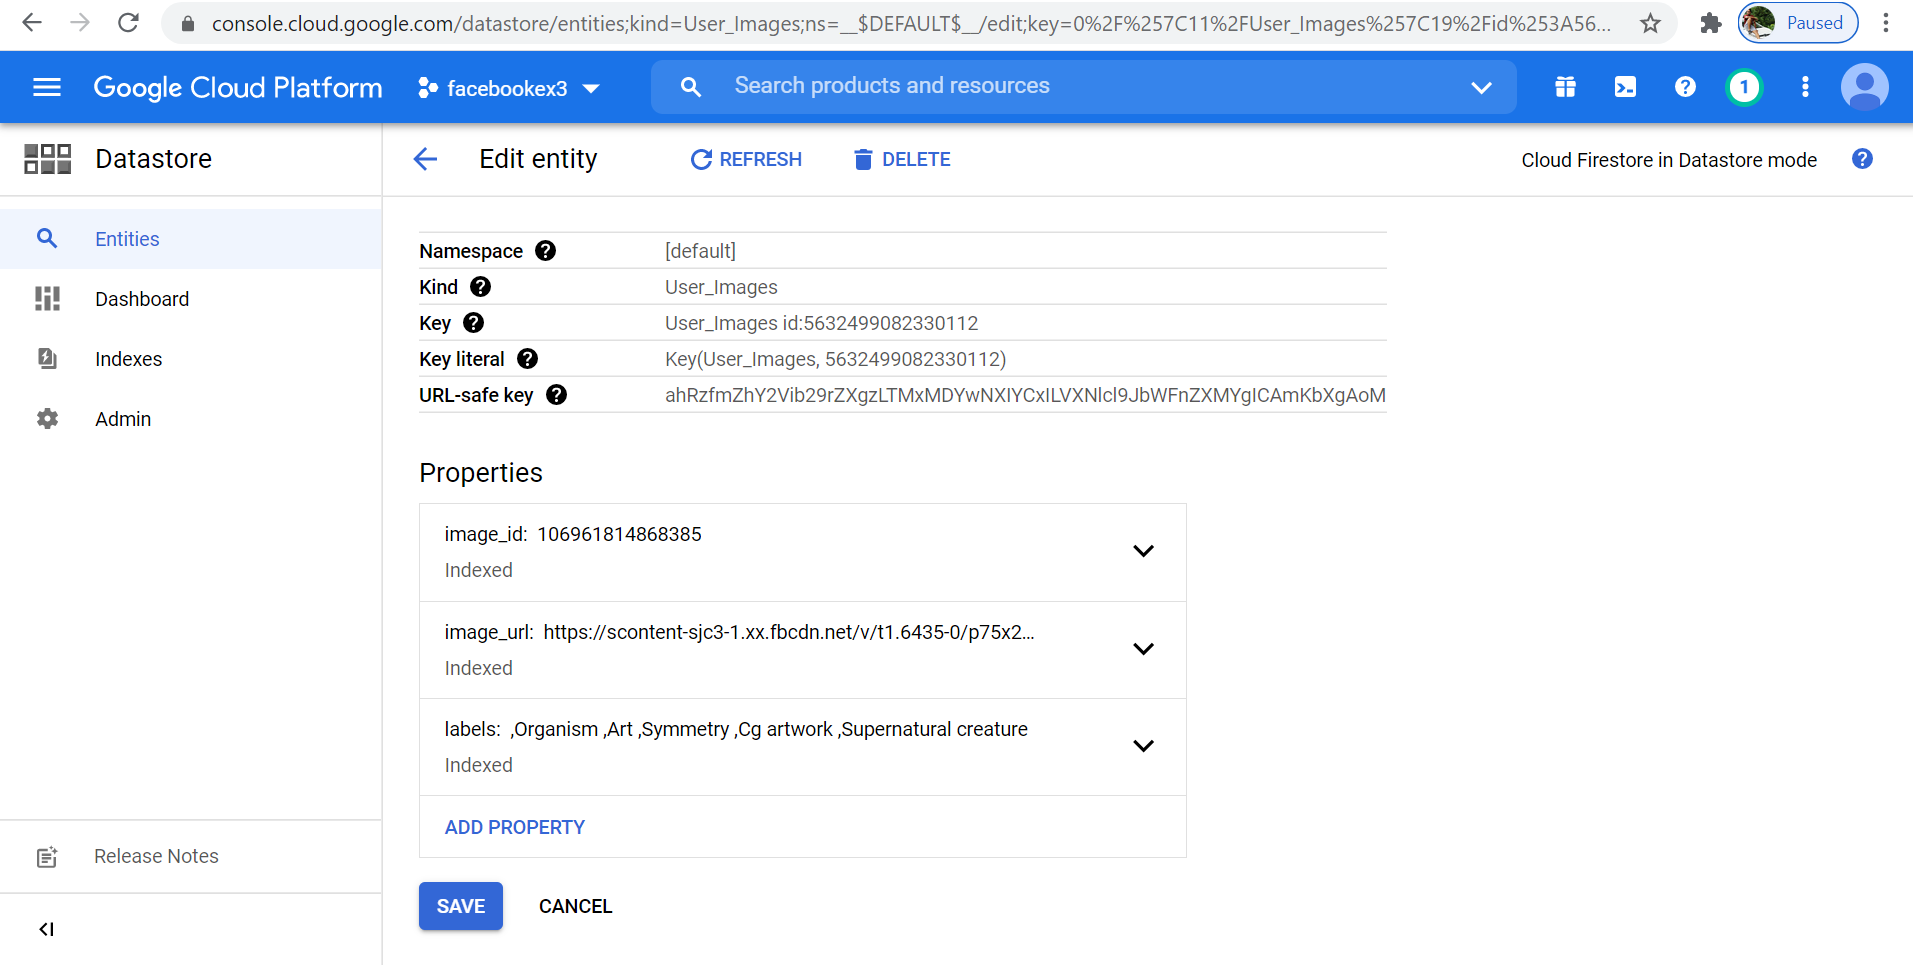 console.cloud.google.com/datastore/entities;kind=User_Images;ns=__$DEFAULT$__/edit;key=0%2F%257C11%2FUser_Images%257C19%2Fid%253A56...
Paused
Google Cloud Platform
facebookex3
Search products and resources
1
Datastore
Edit entity
REFRESH
DELETE
Cloud Firestore in Datastore mode
Entities
Dashboard
Indexes
Admin
Release Notes
Namespace [default]
Kind User_Images
Key User_Images id:5632499082330112
Key literal Key(User_Images, 5632499082330112)
URL-safe key ahRzfmZhY2Vib29rZXgzLTMxMDYwNXIYCxILVXNlcl9JbWFnZXMYgICAmKbXgAoM
Properties
image_id: 106961814868385
Indexed
image_url: https://scontent-sjc3-1.xx.fbcdn.net/v/t1.6435-0/p75x2...
Indexed
labels: ,Organism ,Art ,Symmetry ,Cg artwork ,Supernatural creature
Indexed
ADD PROPERTY
SAVE
CANCEL